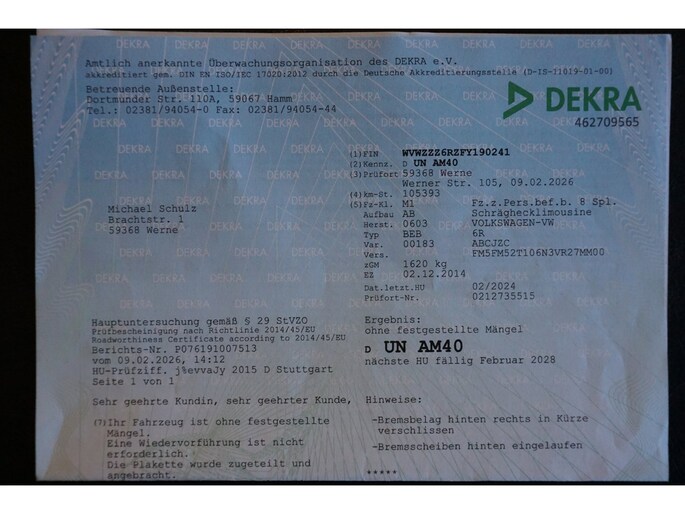 Amtlich anerkannte Überwachungsorganisation des DEKRA e.V.
akkreditiert gem. DIN EN ISO/IEC 17020:2012 durch die Deutsche Akkreditierungsstelle (D-IS-11019-01-00)
Betreuende Außenstelle:
Dortmunder Str. 110A, 59067 Hamm
Tel.: 02381/94054-0 Fax: 02381/94054-44
DEKRA
462709565
(1) FIN WVWZZZ6RZFY190241
(2) Kennz. D UN AM40
(3) Prüfort 59368 Werne
Werner Str. 105, 09.02.2026
(4) km-St. 105393
(5) Fz-Kl. M1 Fz.z.Pers.bef.b. 8 Spl.
Aufbau AB Schräghecklimousine
Herst. 0603 VOLKSWAGEN-VW
Typ BEB 6R
Var. 00183 ABCJZC
Vers. FM5FM52T106N3VR27MM00
zGM 1620 kg
EZ 02.12.2014
Dat.letzt.HU 02/2024
Prüfort-Nr. 0212735515
Michael Schulz
Brachtstr. 1
59368 Werne
Hauptuntersuchung gemäß § 29 StVZO
Prüfbescheinigung nach Richtlinie 2014/45/EU
Roadworthiness Certificate according to 2014/45/EU
Berichts-Nr. P076191007513
vom 09.02.2026, 14:12
HU-Prüfziff. j%evvaJy 2015 D Stuttgart
Seite 1 von 1
Ergebnis:
ohne festgestellte Mängel
D UN AM40
nächste HU fällig Februar 2028
Sehr geehrte Kundin, sehr geehrter Kunde,
(7) Ihr Fahrzeug ist ohne festgestellte
Mängel.
Eine Wiedervorführung ist nicht
erforderlich.
Die Plakette wurde zugeteilt und
angebracht.
Hinweise:
-Bremsbelag hinten rechts in Kürze
verschlissen
-Bremsscheiben hinten eingelaufen
*****